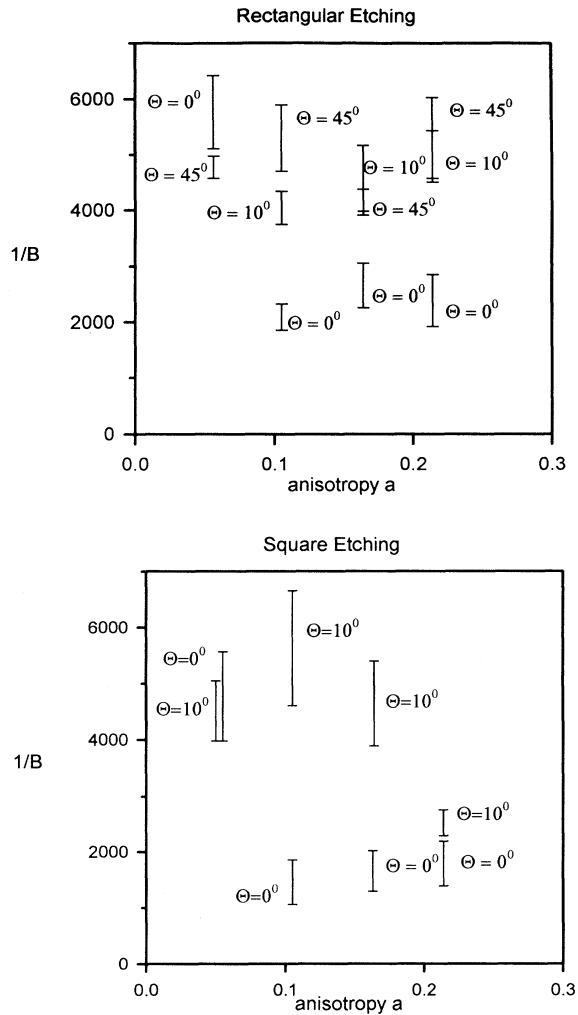 Rectangular Etching
6000
Θ = 0⁰
Θ = 45⁰
Θ = 45⁰
Θ = 10⁰
Θ = 10⁰
Θ = 45⁰
4000
Θ = 10⁰
Θ = 45⁰
1/B
Θ = 0⁰
Θ = 0⁰
2000
Θ = 0⁰
0
0.0 0.1 0.2 0.3
anisotropy a
Square Etching
6000
Θ=10⁰
Θ=0⁰
Θ=10⁰
Θ=10⁰
4000
1/B
Θ=10⁰
2000
Θ = 0⁰ Θ = 0⁰
Θ=0⁰
0
0.0 0.1 0.2 0.3
anisotropy a